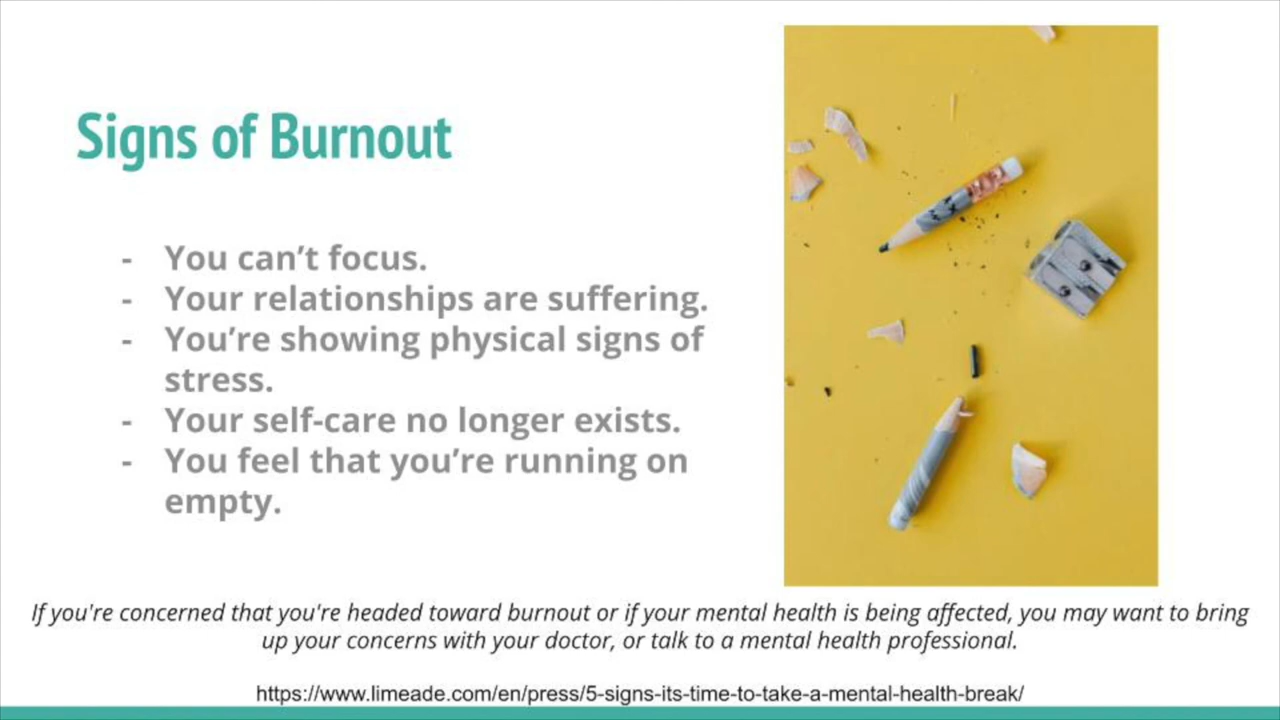 Signs of Burnout
- You can’t focus.
- Your relationships are suffering.
- You’re showing physical signs of
stress.
- Your self-care no longer exists.
- You feel that you’re running on
empty.
If you're concerned that you're headed toward burnout or if your mental health is being affected, you may want to bring
up your concerns with your doctor, or talk to a mental health professional.
https://www.limeade.com/en/press/5-signs-its-time-to-take-a-mental-health-break/